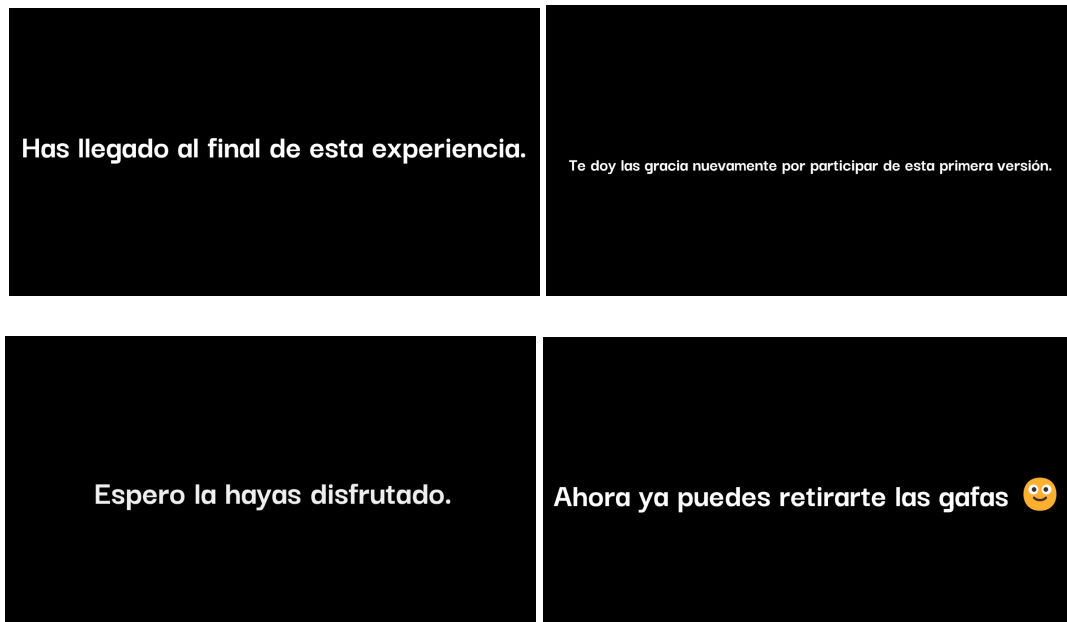 Has llegado al final de esta experiencia.
Te doy las gracia nuevamente por participar de esta primera versión.
Espero la hayas disfrutado.
Ahora ya puedes retirarte las gafas 🙂